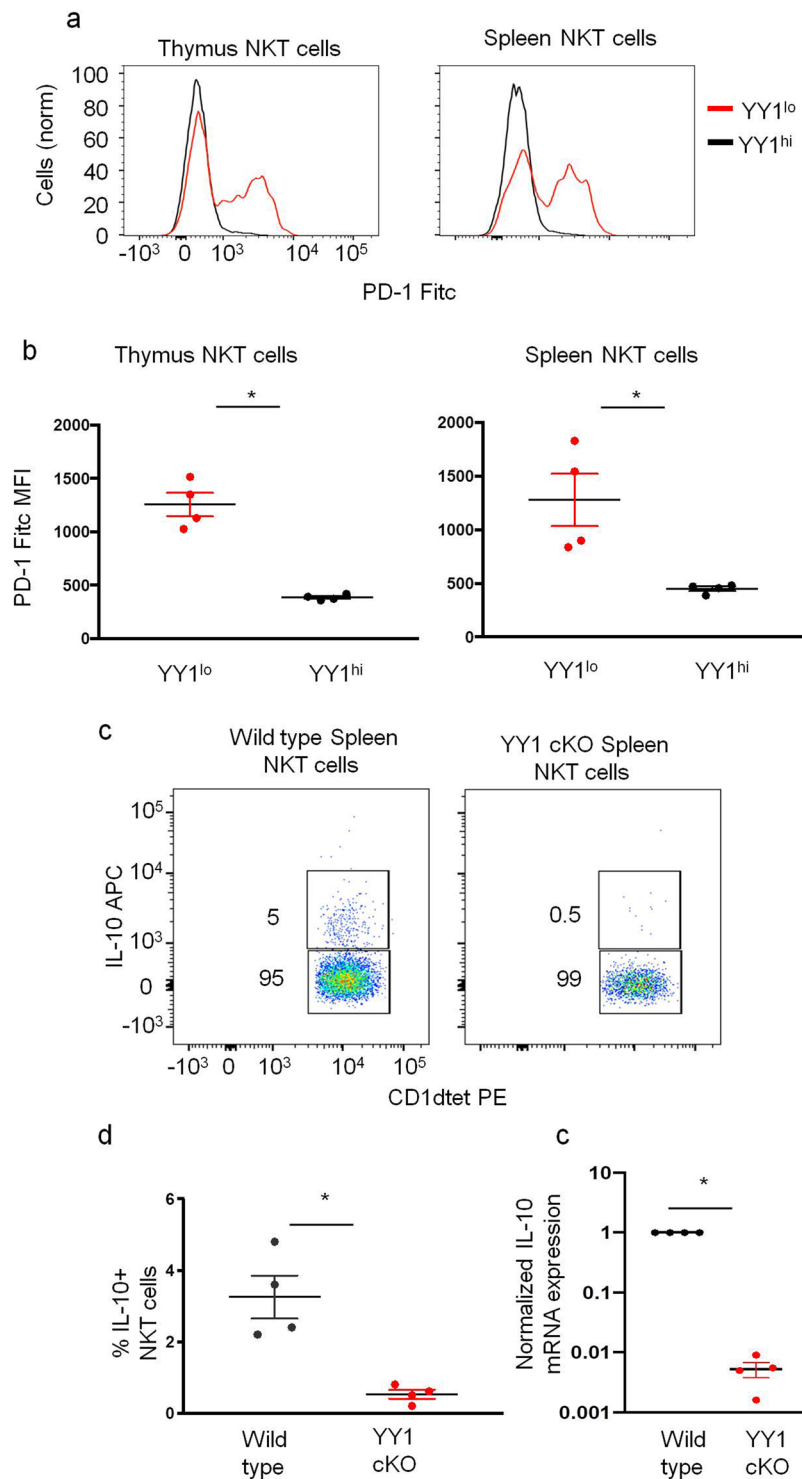 a
Thymus NKT cells
Spleen NKT cells
100
80
60
40
20
0
Cells (norm)
-10³ 0 10³ 10⁴ 10⁵
PD-1 Fitc
YY1ˡᵒ
YY1ʰⁱ
b
Thymus NKT cells
Spleen NKT cells
*
*
2000
1500
1000
500
0
PD-1 Fitc MFI
YY1ˡᵒ YY1ʰⁱ
2000
1500
1000
500
0
YY1ˡᵒ YY1ʰⁱ
c
Wild type Spleen
NKT cells
YY1 cKO Spleen
NKT cells
10⁵
10⁴
10³
0
-10³
IL-10 APC
5
95
0.5
99
-10³ 0 10³ 10⁴ 10⁵
CD1dtet PE
d
6
4
2
0
% IL-10+
NKT cells
*
Wild
type
YY1
cKO
c
10
1
0.1
0.01
0.001
Normalized IL-10
mRNA expression
*
Wild
type
YY1
cKO